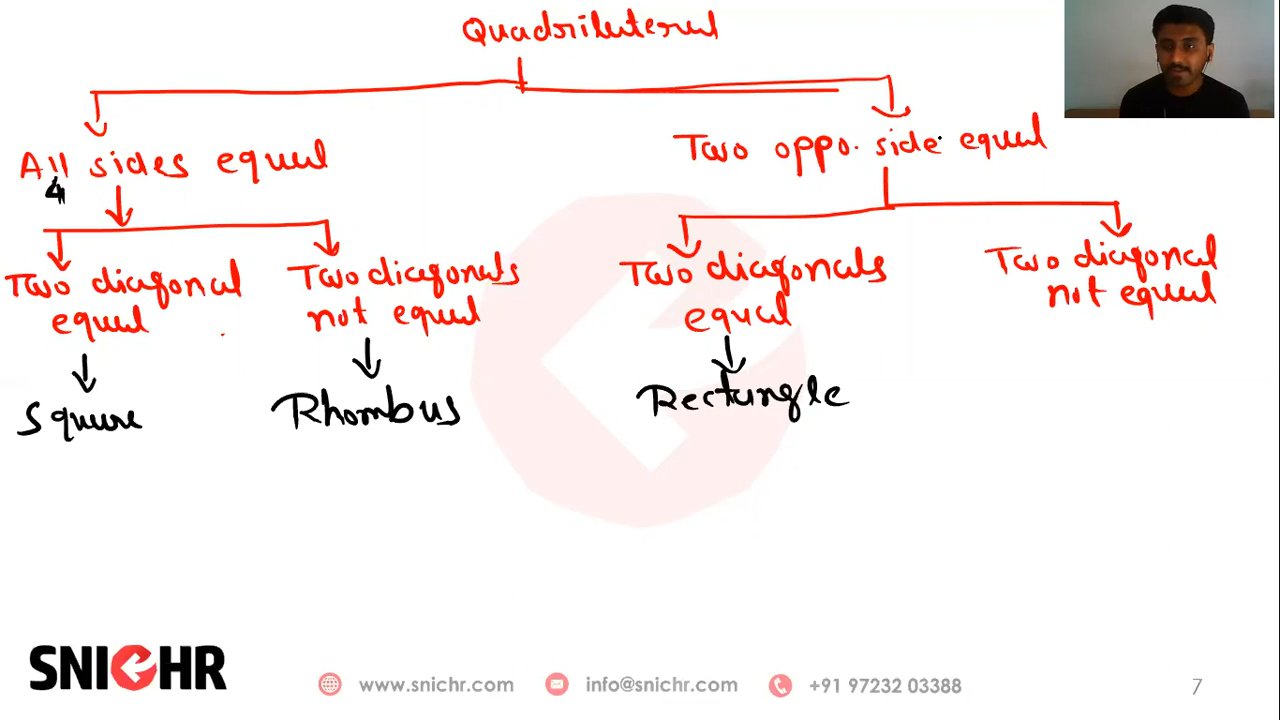 Quadrilateral
All sides equal
4
Two oppo. side equal
Two diagonal
equal
Two diagonals
not equal
Two diagonals
equal
Two diagonal
not equal
Square
Rhombus
Rectangle
SNICHR
www.snichr.com
info@snichr.com
+91 97232 03388
7